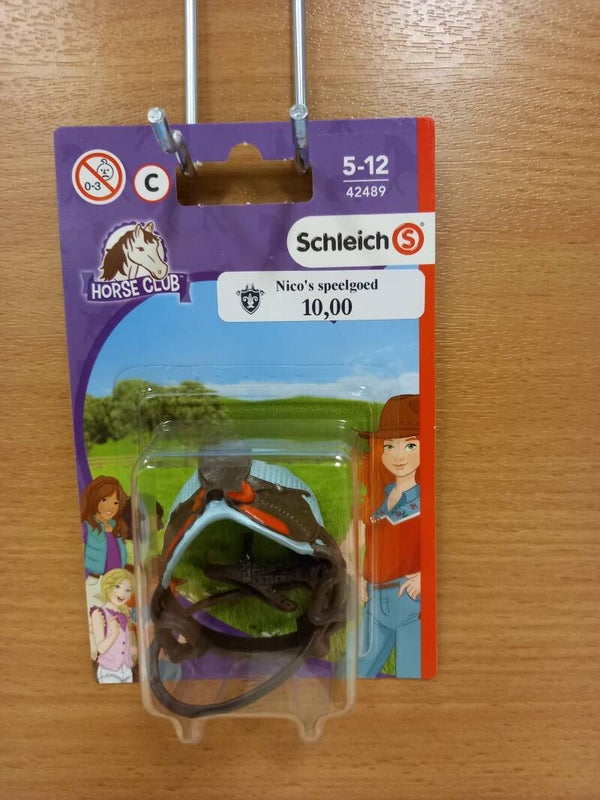 0-3
C
5-12
42489
Schleich S®
HORSE CLUB
Nico's speelgoed
10,00